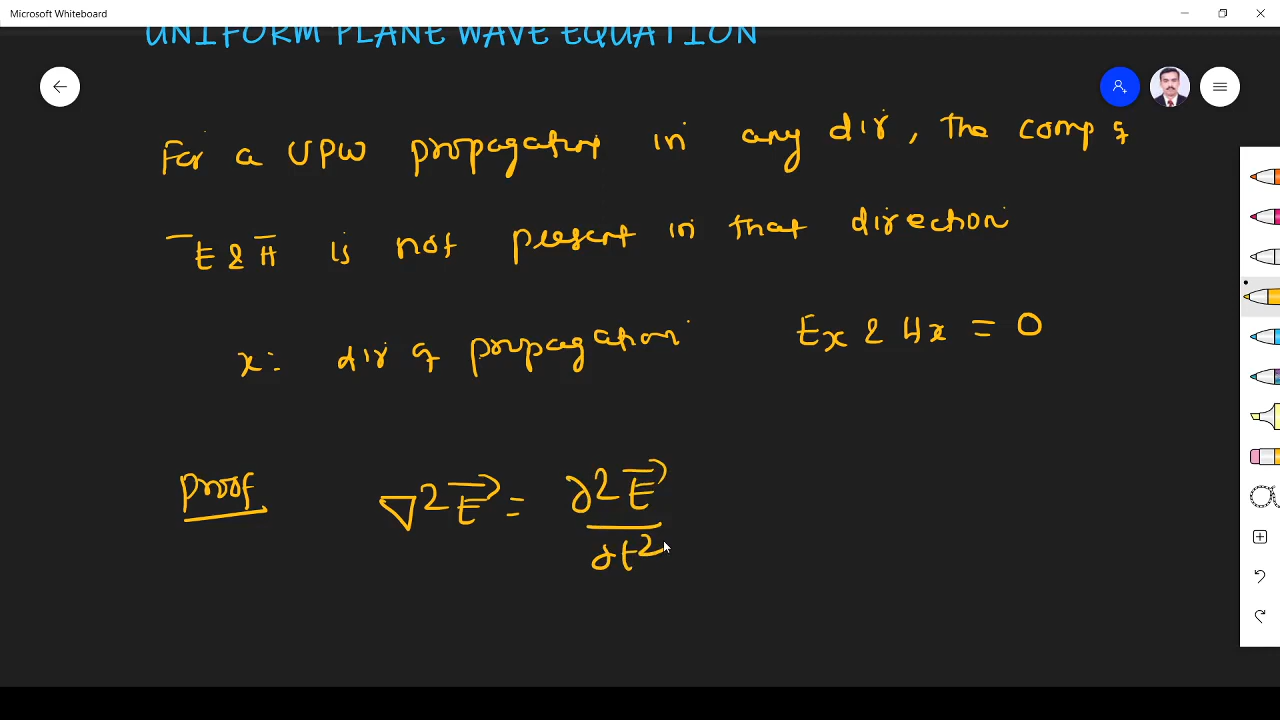 Microsoft Whiteboard
UNIFORM PLANE WAVE EQUATION
For a UPW propagation in any dir, the comp of
E & H is not present in that direction
x: dir of propagation Ex & Hx = 0
Proof ∇2E = ∂2E/∂t2